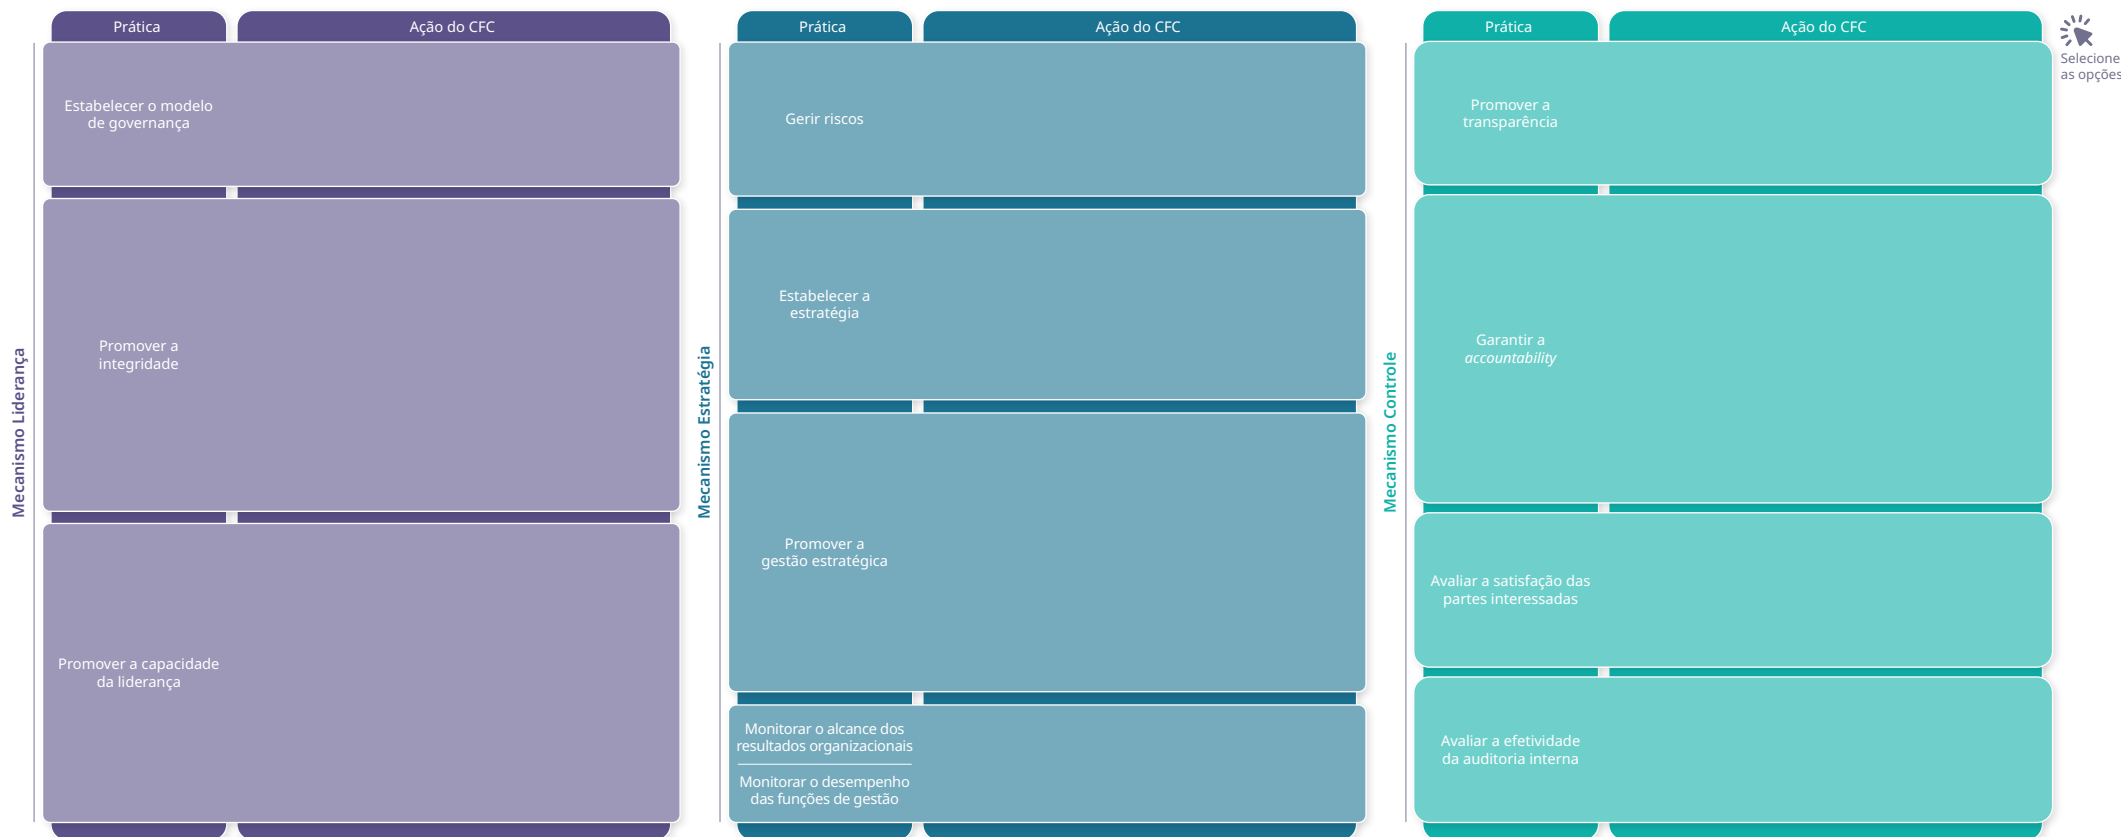 Prática
Ação do CFC
Mecanismo Liderança
Estabelecer o modelo
de governança
Promover a
integridade
Promover a capacidade
da liderança
Prática
Ação do CFC
Mecanismo Estratégia
Gerir riscos
Estabelecer a
estratégia
Promover a
gestão estratégica
Monitorar o alcance dos
resultados organizacionais
Monitorar o desempenho
das funções de gestão
Prática
Ação do CFC
Mecanismo Controle
Promover a
transparência
Garantir a
accountability
Avaliar a satisfação das
partes interessadas
Avaliar a efetividade
da auditoria interna
Selecione
as opções